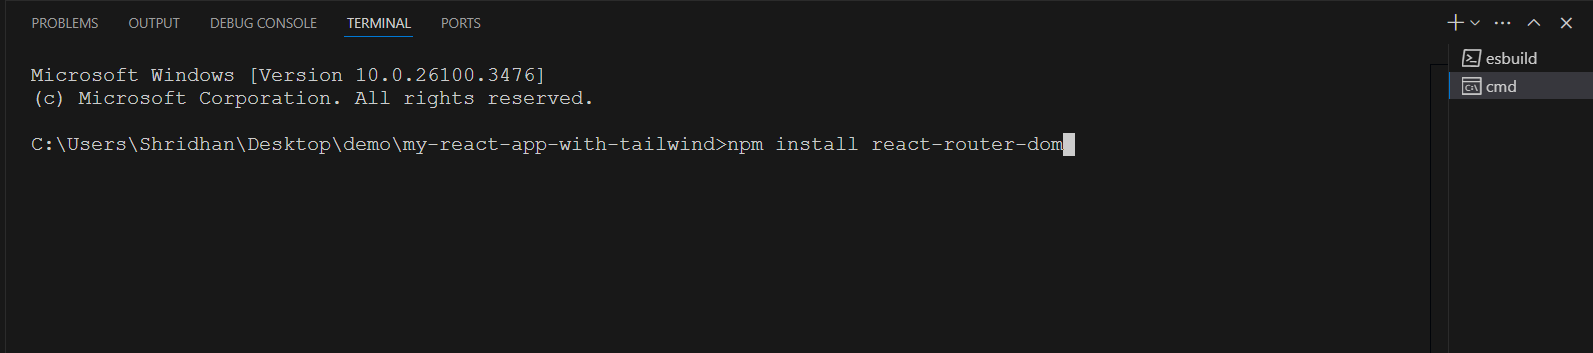 PROBLEMS OUTPUT DEBUG CONSOLE TERMINAL PORTS
Microsoft Windows [Version 10.0.26100.3476]
(c) Microsoft Corporation. All rights reserved.
C:\Users\Shridhan\Desktop\demo\my-react-app-with-tailwind>npm install react-router-dom
esbuild
cmd